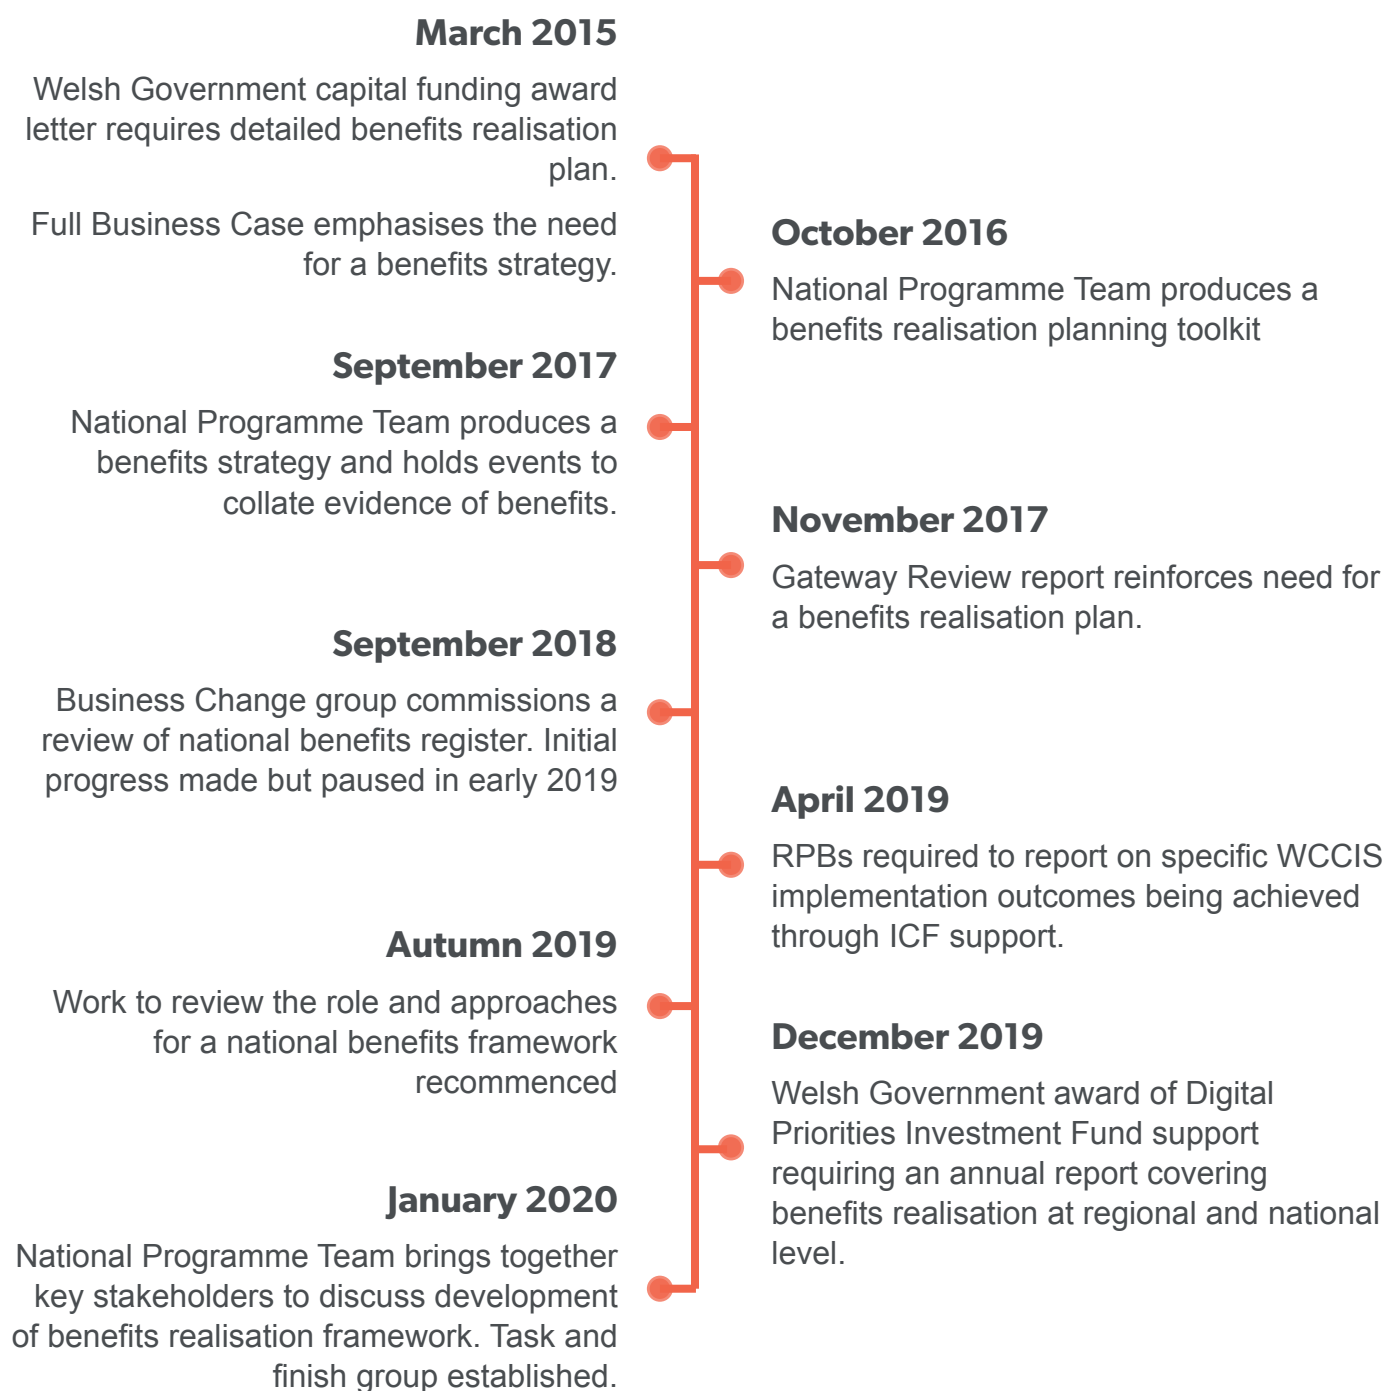 March 2015
Welsh Government capital funding award
letter requires detailed benefits realisation
plan.
Full Business Case emphasises the need
for a benefits strategy.
October 2016
National Programme Team produces a
benefits realisation planning toolkit
September 2017
National Programme Team produces a
benefits strategy and holds events to
collate evidence of benefits.
November 2017
Gateway Review report reinforces need for
a benefits realisation plan.
September 2018
Business Change group commissions a
review of national benefits register. Initial
progress made but paused in early 2019
April 2019
RPBs required to report on specific WCCIS
implementation outcomes being achieved
through ICF support.
Autumn 2019
Work to review the role and approaches
for a national benefits framework
recommenced
December 2019
Welsh Government award of Digital
Priorities Investment Fund support
requiring an annual report covering
benefits realisation at regional and national
level.
January 2020
National Programme Team brings together
key stakeholders to discuss development
of benefits realisation framework. Task and
finish group established.